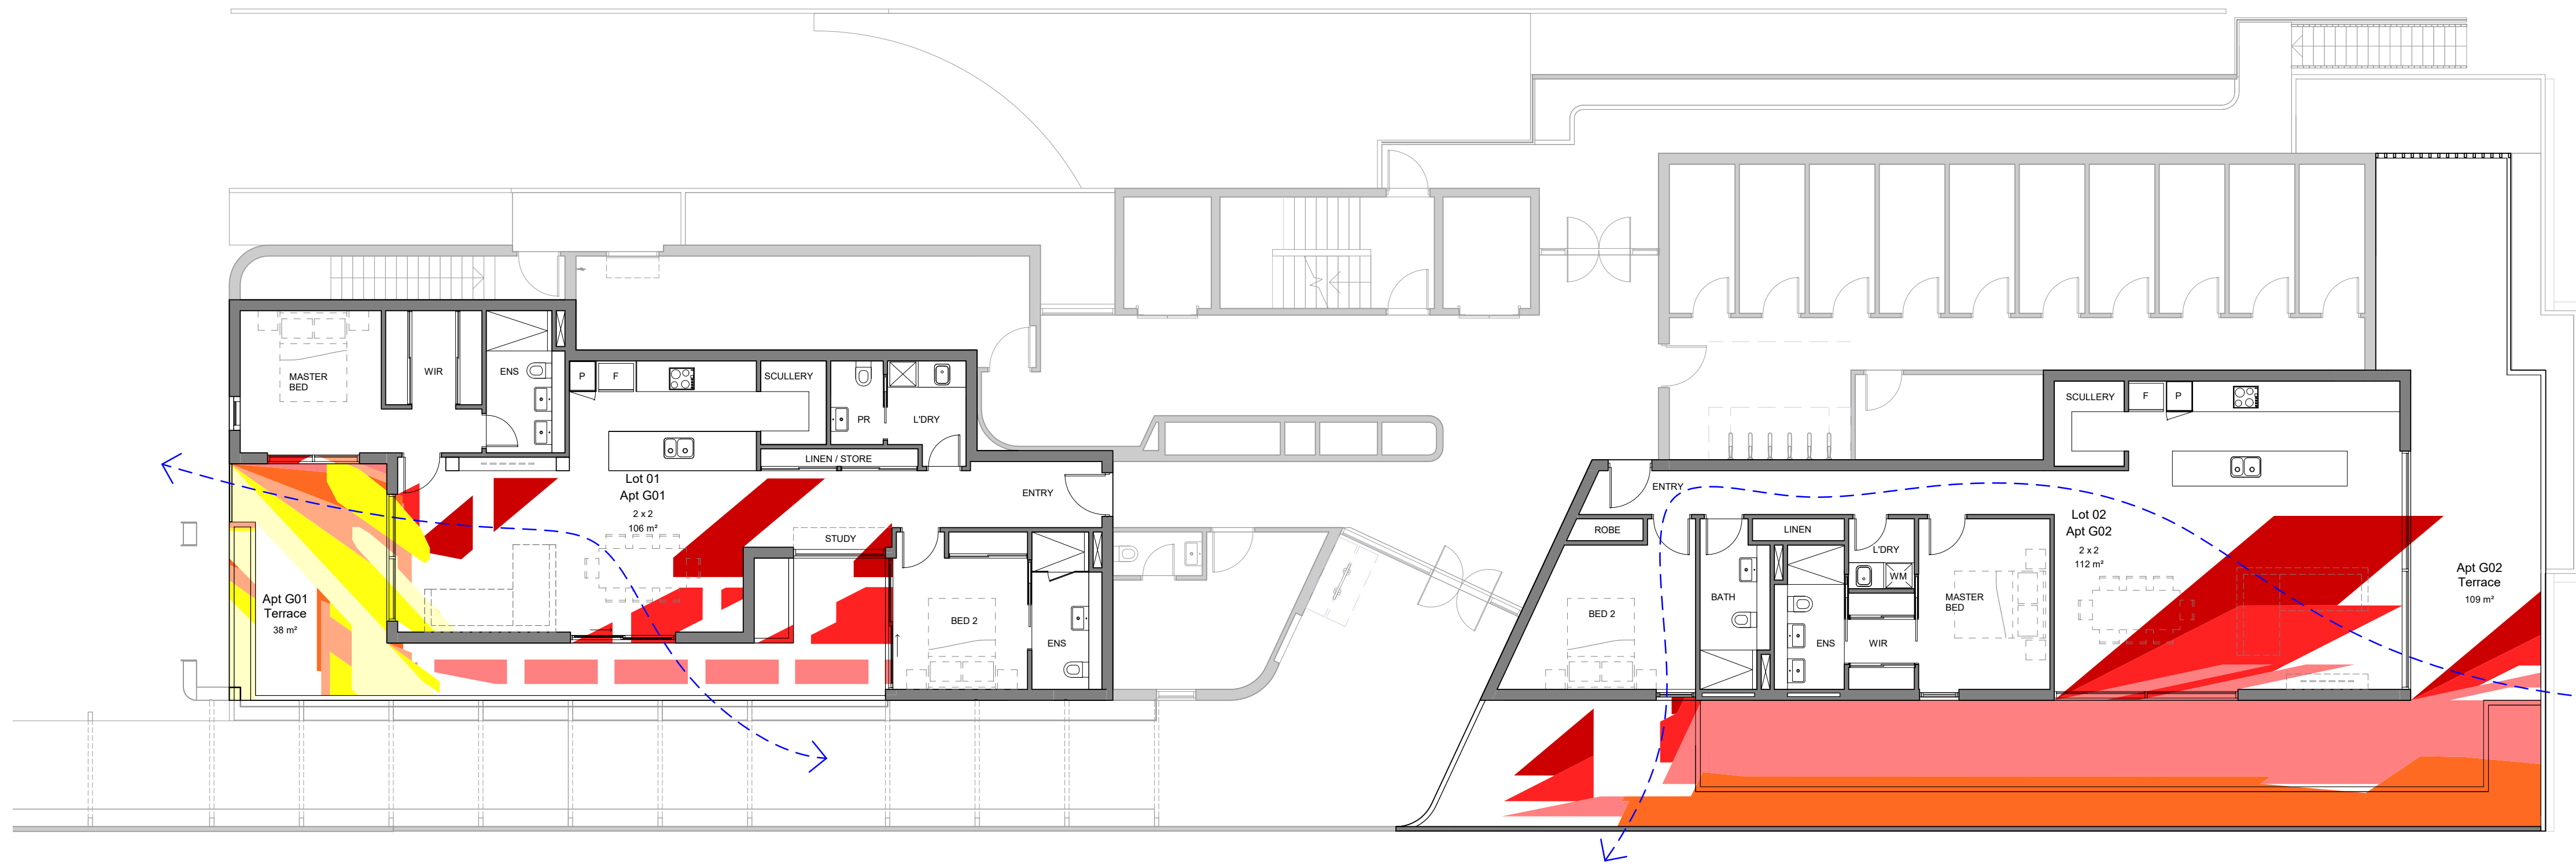 MASTER
BED
WIR
ENS
P
F
SCULLERY
PR
L'DRY
LINEN / STORE
Lot 01
Apt G01
2 x 2
106 m²
ENTRY
STUDY
BED 2
ENS
Apt G01
Terrace
38 m²
SCULLERY
F
P
ENTRY
ROBE
LINEN
L'DRY
WM
BATH
BED 2
ENS
WIR
MASTER
BED
Lot 02
Apt G02
2 x 2
112 m²
Apt G02
Terrace
109 m²